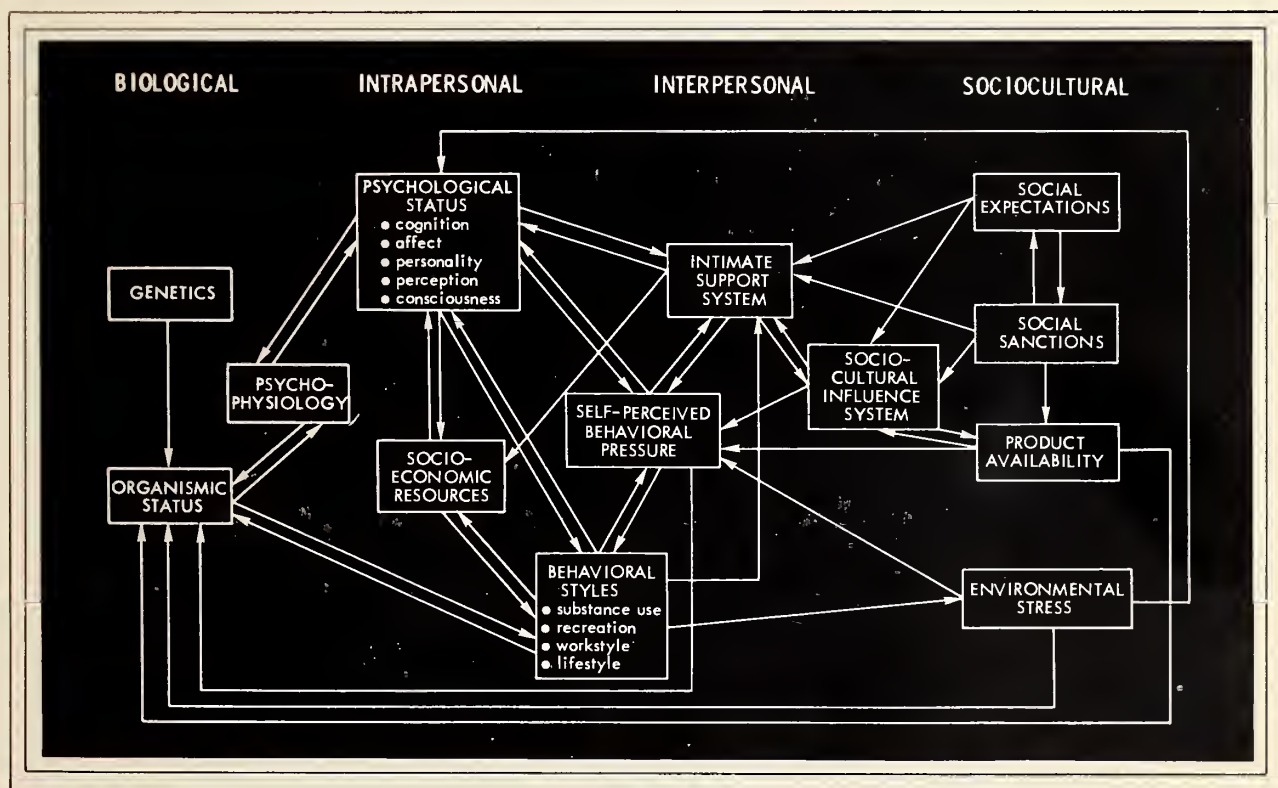 BIOLOGICAL
INTRAPERSONAL
INTERPERSONAL
SOCIOCULTURAL
PSYCHOLOGICAL
STATUS
• cognition
• affect
• personality
• perception
• consciousness
SOCIAL
EXPECTATIONS
INTIMATE
SUPPORT
SYSTEM
GENETICS
SOCIAL
SANCTIONS
SOCIO-
CULTURAL
INFLUENCE
SYSTEM
PSYCHO-
PHYSIOLOGY
SELF-PERCEIVED
BEHAVIORAL
PRESSURE
PRODUCT
AVAILABILITY
SOCIO-
ECONOMIC
RESOURCES
ORGANISMIC
STATUS
BEHAVIORAL
STYLES
• substance use
• recreation
• workstyle
• lifestyle
ENVIRONMENTAL
STRESS